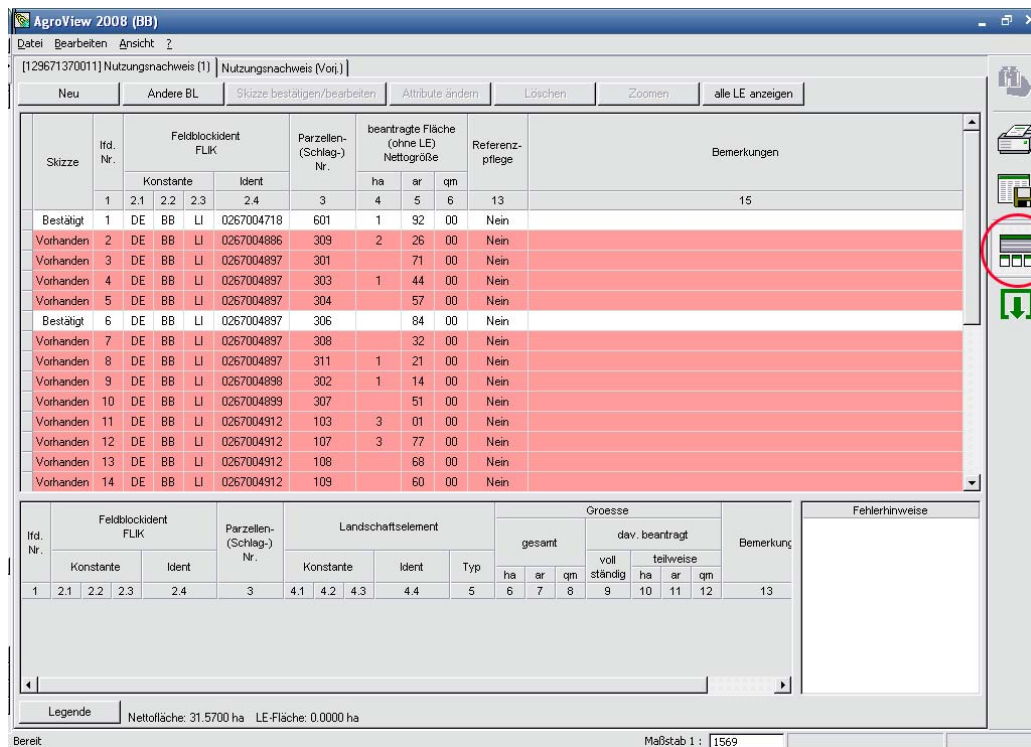 AgroView 2008 (BB)
Datei Bearbeiten Ansicht ?
[129671370011] Nutzungsnachweis (1) Nutzungsnachweis (Vorj.)
Neu Andere BL Skizze bestätigen/bearbeiten Attribute ändern Löschen Zoomen alle LE anzeigen
Skizze lfd. Nr. Feldblockident FLIK Parzellen- (Schlag-) Nr. beantragte Fläche (ohne LE) Nettogröße Referenz- pflege Bemerkungen
Konstante Ident ha ar qm
1 2.1 2.2 2.3 2.4 3 4 5 6 13 15
Bestätigt 1 DE BB LI 0267004718 601 1 92 00 Nein
Vorhanden 2 DE BB LI 0267004886 309 2 26 00 Nein
Vorhanden 3 DE BB LI 0267004897 301 71 00 Nein
Vorhanden 4 DE BB LI 0267004897 303 1 44 00 Nein
Vorhanden 5 DE BB LI 0267004897 304 57 00 Nein
Bestätigt 6 DE BB LI 0267004897 306 84 00 Nein
Vorhanden 7 DE BB LI 0267004897 308 32 00 Nein
Vorhanden 8 DE BB LI 0267004897 311 1 21 00 Nein
Vorhanden 9 DE BB LI 0267004898 302 1 14 00 Nein
Vorhanden 10 DE BB LI 0267004899 307 51 00 Nein
Vorhanden 11 DE BB LI 0267004912 103 3 01 00 Nein
Vorhanden 12 DE BB LI 0267004912 107 3 77 00 Nein
Vorhanden 13 DE BB LI 0267004912 108 68 00 Nein
Vorhanden 14 DE BB LI 0267004912 109 60 00 Nein
lfd. Nr. Feldblockident FLIK Parzellen- (Schlag-) Nr. Landschaftselement Groesse Bemerkung Fehlerhinweise
gesamt dav. beantragt
Konstante Ident Konstante Ident Typ ha ar qm voll ständig teilweise ha ar qm
1 2.1 2.2 2.3 2.4 3 4.1 4.2 4.3 4.4 5 6 7 8 9 10 11 12 13
Legende Nettofläche: 31.5700 ha LE-Fläche: 0.0000 ha
Bereit Maßstab 1 : 1569